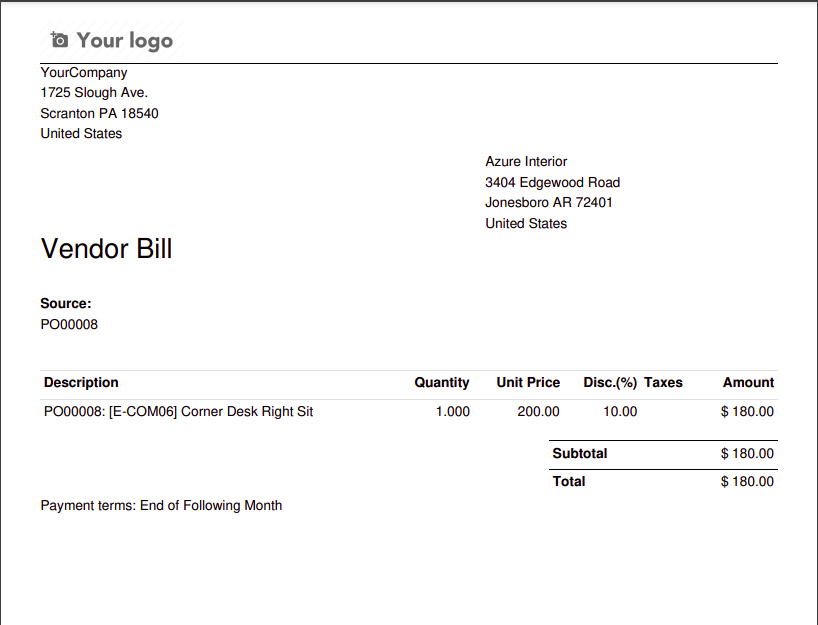 Your logo
YourCompany
1725 Slough Ave.
Scranton PA 18540
United States
Azure Interior
3404 Edgewood Road
Jonesboro AR 72401
United States
Vendor Bill
Source:
PO00008
Description Quantity Unit Price Disc.(%) Taxes Amount
PO00008: [E-COM06] Corner Desk Right Sit 1.000 200.00 10.00 $ 180.00
Subtotal $ 180.00
Total $ 180.00
Payment terms: End of Following Month